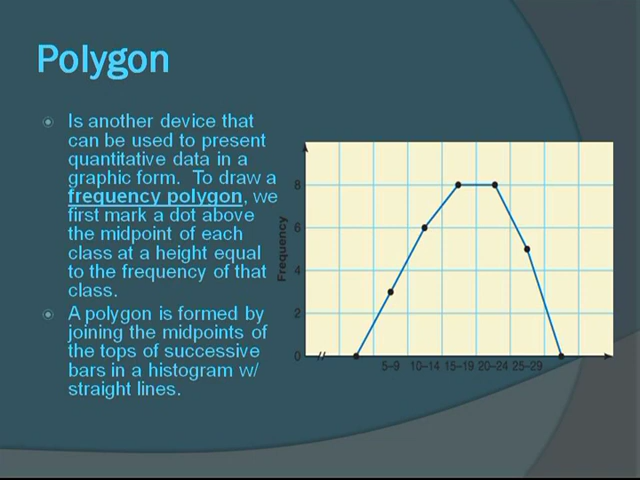 Polygon
Is another device that
can be used to present
quantitative data in a
graphic form. To draw a
frequency polygon, we
first mark a dot above
the midpoint of each
class at a height equal
to the frequency of that
class.
A polygon is formed by
joining the midpoints of
the tops of successive
bars in a histogram w/
straight lines.
Frequency
8
6
4
2
0
//
5–9 10–14 15–19 20–24 25–29